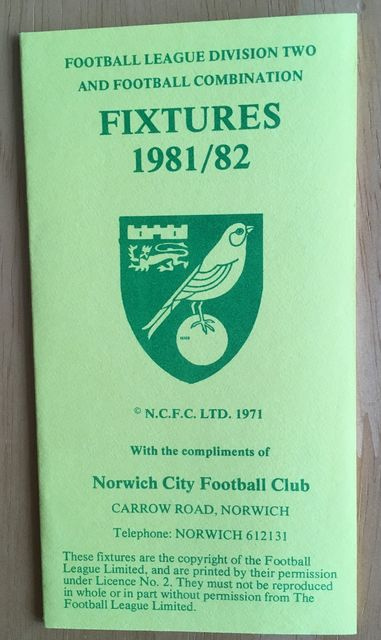 FOOTBALL LEAGUE DIVISION TWO
AND FOOTBALL COMBINATION
FIXTURES
1981/82
© N.C.F.C. LTD. 1971
With the compliments of
Norwich City Football Club
CARROW ROAD, NORWICH
Telephone: NORWICH 612131
These fixtures are the copyright of the Football
League Limited, and are printed by their permission
under Licence No. 2. They must not be reproduced
in whole or in part without permission from The
Football League Limited.